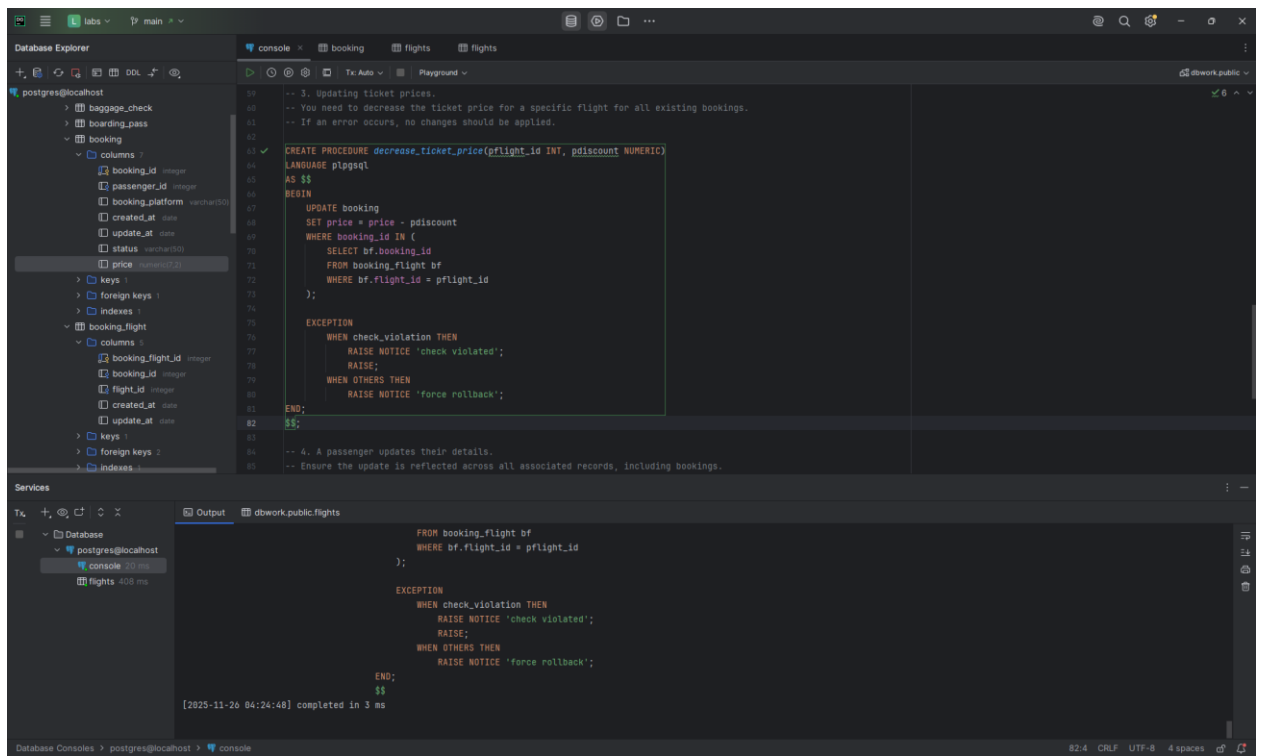 L labs main
Database Explorer
console × booking flights flights
DDL
Tx: Auto Playground dbwork.public
postgres@localhost
baggage_check
boarding_pass
booking
columns 7
booking_id integer
passenger_id integer
booking_platform varchar(50)
created_at date
update_at date
status varchar(50)
price numeric(7,2)
keys 1
foreign keys 1
indexes 1
booking_flight
columns 5
booking_flight_id integer
booking_id integer
flight_id integer
created_at date
update_at date
keys 1
foreign keys 2
indexes 1
6
59 -- 3. Updating ticket prices.
60 -- You need to decrease the ticket price for a specific flight for all existing bookings.
61 -- If an error occurs, no changes should be applied.
62
63 CREATE PROCEDURE decrease_ticket_price(pflight_id INT, pdiscount NUMERIC)
64 LANGUAGE plpgsql
65 AS $$
66 BEGIN
67 UPDATE booking
68 SET price = price - pdiscount
69 WHERE booking_id IN (
70 SELECT bf.booking_id
71 FROM booking_flight bf
72 WHERE bf.flight_id = pflight_id
73 );
74
75 EXCEPTION
76 WHEN check_violation THEN
77 RAISE NOTICE 'check violated';
78 RAISE;
79 WHEN OTHERS THEN
80 RAISE NOTICE 'force rollback';
81 END;
82 $$;
83
84 -- 4. A passenger updates their details.
85 -- Ensure the update is reflected across all associated records, including bookings.
Services
Tx
Output dbwork.public.flights
Database
postgres@localhost
console 20 ms
flights 408 ms
FROM booking_flight bf
WHERE bf.flight_id = pflight_id
);
EXCEPTION
WHEN check_violation THEN
RAISE NOTICE 'check violated';
RAISE;
WHEN OTHERS THEN
RAISE NOTICE 'force rollback';
END;
$$
[2025-11-26 04:24:48] completed in 3 ms
Database Consoles > postgres@localhost > console
82:4 CRLF UTF-8 4 spaces